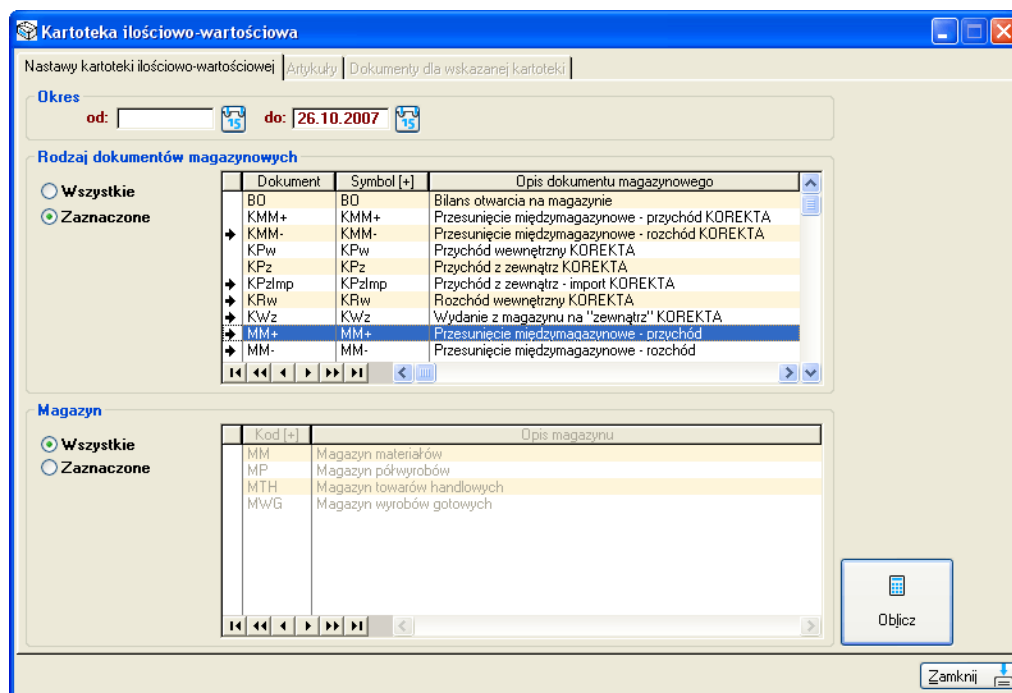 Kartoteka ilościowo-wartościowa
Nastawy kartoteki ilościowo-wartościowej Artykuły Dokumenty dla wskazanej kartoteki
Okres
od: 15 do: 26.10.2007 15
Rodzaj dokumentów magazynowych
Wszystkie
Zaznaczone
Dokument Symbol [+] Opis dokumentu magazynowego
BO BO Bilans otwarcia na magazynie
KMM+ KMM+ Przesunięcie międzymagazynowe - przychód KOREKTA
KMM- KMM- Przesunięcie międzymagazynowe - rozchód KOREKTA
KPw KPw Przychód wewnętrzny KOREKTA
KPz KPz Przychód z zewnątrz KOREKTA
KPzImp KPzImp Przychód z zewnątrz - import KOREKTA
KRw KRw Rozchód wewnętrzny KOREKTA
KWz KWz Wydanie z magazynu na "zewnątrz" KOREKTA
MM+ MM+ Przesunięcie międzymagazynowe - przychód
MM- MM- Przesunięcie międzymagazynowe - rozchód
Magazyn
Wszystkie
Zaznaczone
Kod [+] Opis magazynu
MM Magazyn materiałów
MP Magazyn półwyrobów
MTH Magazyn towarów handlowych
MWG Magazyn wyrobów gotowych
Oblicz
Zamknij